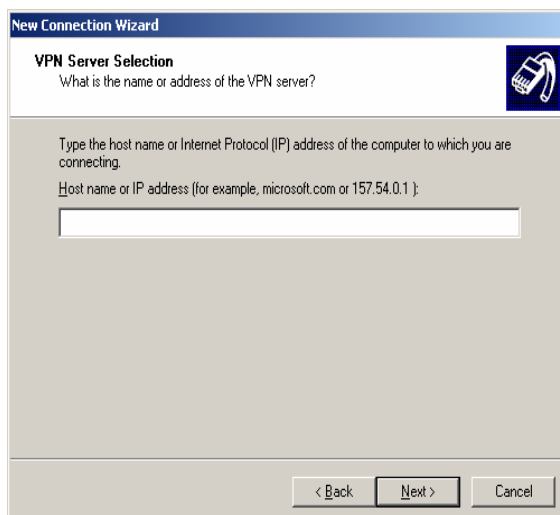 New Connection Wizard
VPN Server Selection
What is the name or address of the VPN server?
Type the host name or Internet Protocol (IP) address of the computer to which you are
connecting.
Host name or IP address (for example, microsoft.com or 157.54.0.1 ):
< Back Next > Cancel